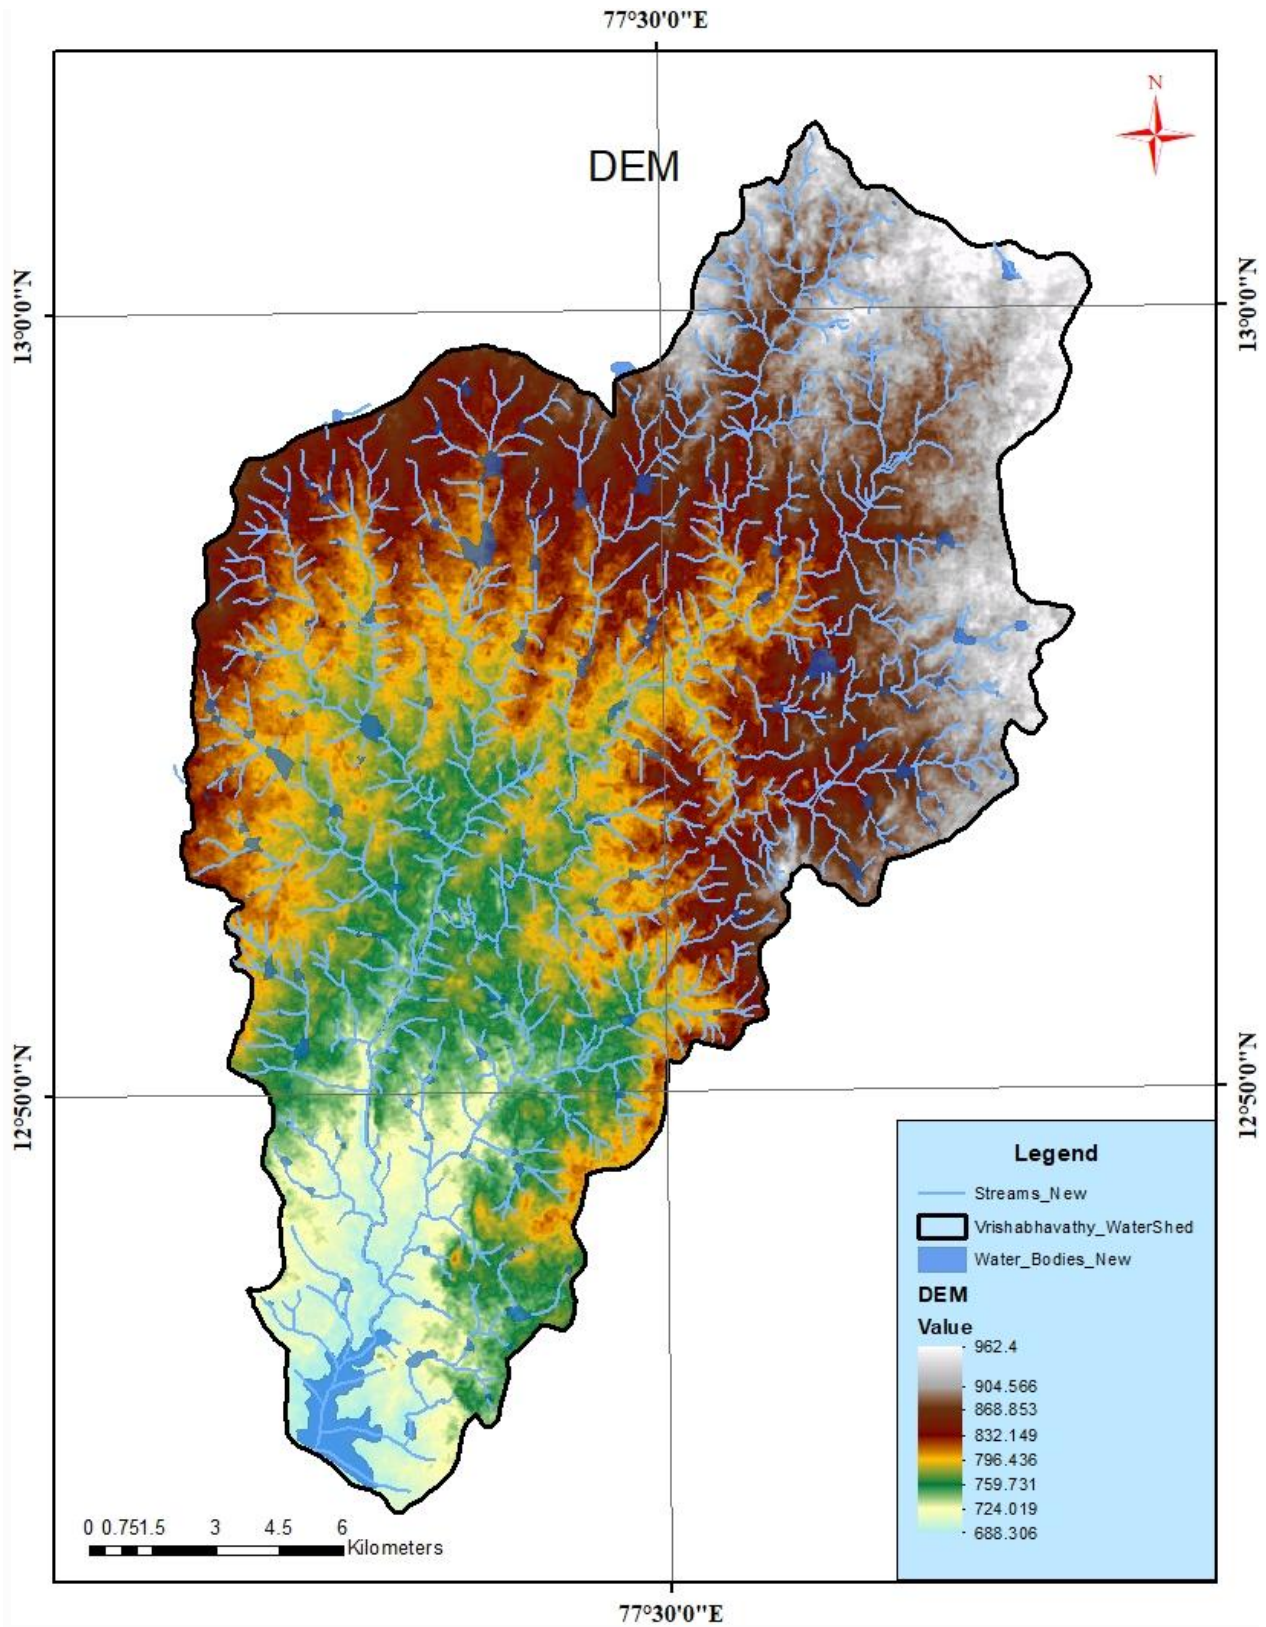 77°30'0"E
N
DEM
13°0'0"N
13°0'0"N
12°50'0"N
12°50'0"N
Legend
Streams_New
Vrishabhavathy_WaterShed
Water_Bodies_New
DEM
Value
962.4
904.566
868.853
832.149
796.436
759.731
724.019
688.306
0 0.751.5 3 4.5 6
Kilometers
77°30'0"E